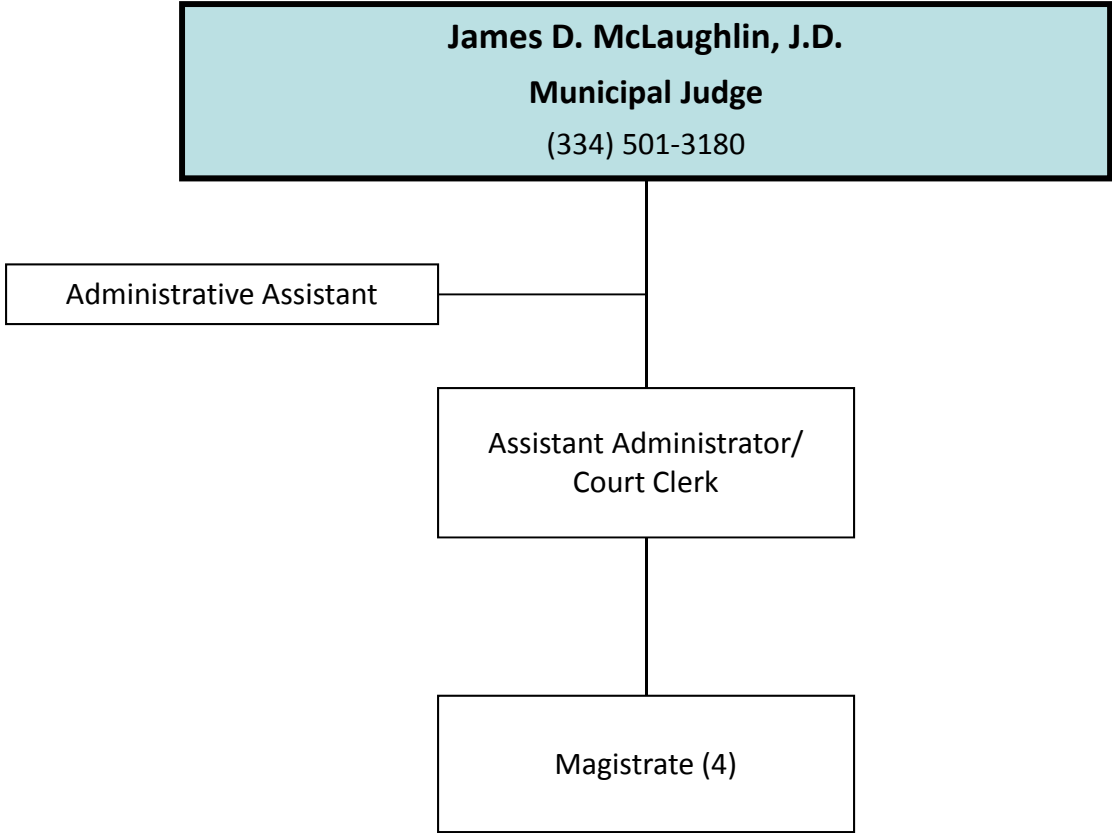 James D. McLaughlin, J.D.
Municipal Judge
(334) 501-3180
Administrative Assistant
Assistant Administrator/
Court Clerk
Magistrate (4)